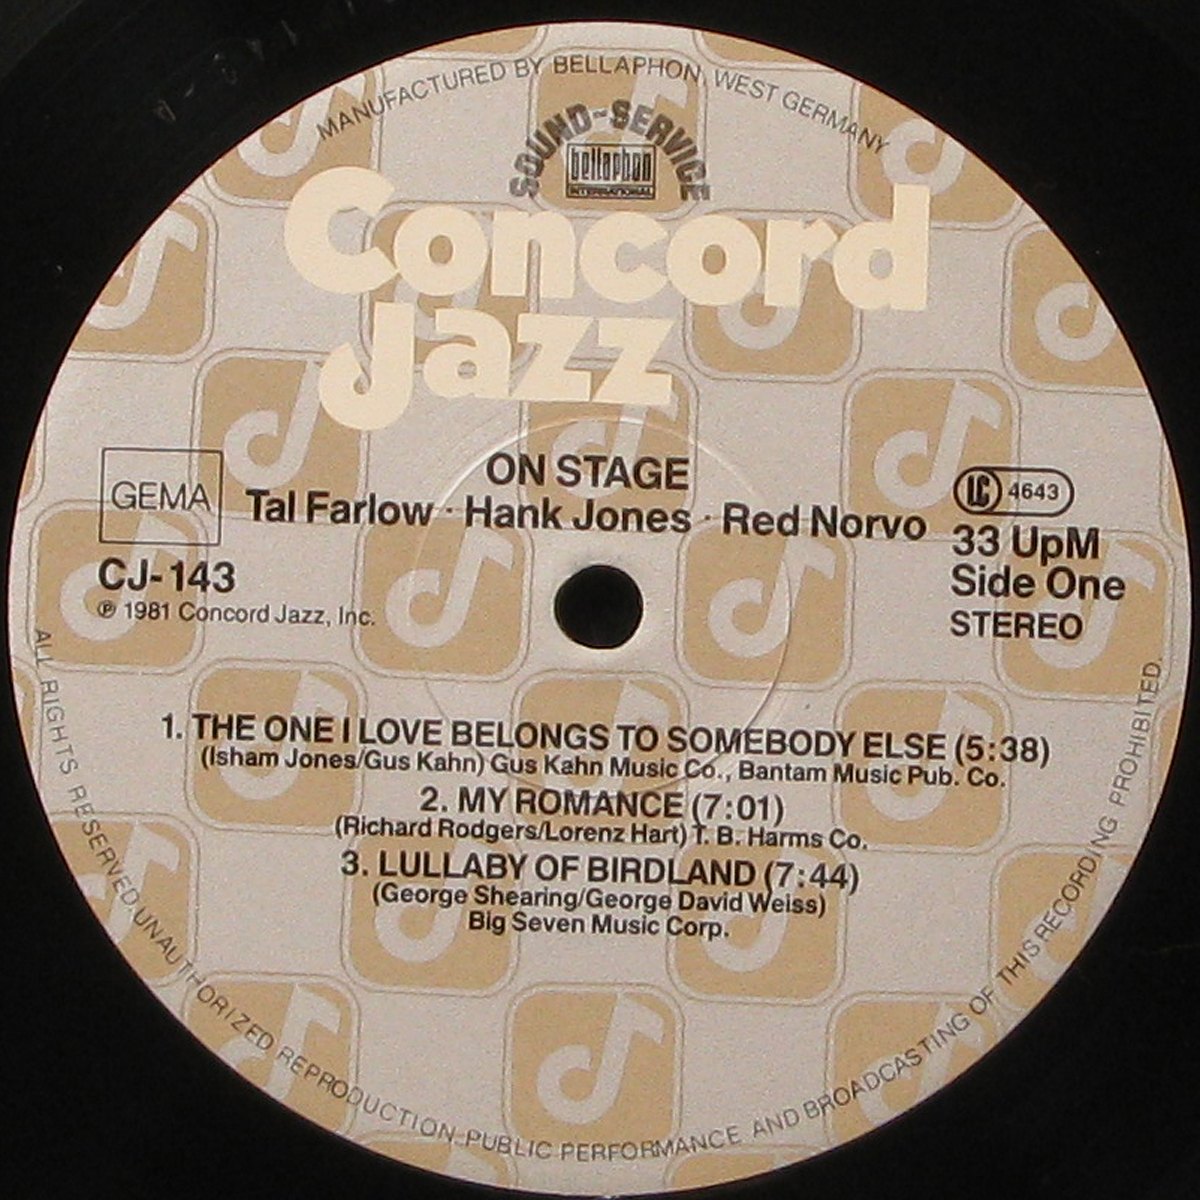 MANUFACTURED BY BELLAPHON, WEST GERMANY
SOUND-SERVICE
bellaphon
INTERNATIONAL
Concord
Jazz
ON STAGE
Tal Farlow · Hank Jones · Red Norvo
GEMA
CJ-143
℗ 1981 Concord Jazz, Inc.
LC 4643
33 UpM
Side One
STEREO
1. THE ONE I LOVE BELONGS TO SOMEBODY ELSE (5:38)
(Isham Jones/Gus Kahn) Gus Kahn Music Co., Bantam Music Pub. Co.
2. MY ROMANCE (7:01)
(Richard Rodgers/Lorenz Hart) T. B. Harms Co.
3. LULLABY OF BIRDLAND (7:44)
(George Shearing/George David Weiss)
Big Seven Music Corp.
ALL RIGHTS RESERVED. UNAUTHORIZED REPRODUCTION, PUBLIC PERFORMANCE AND BROADCASTING OF THIS RECORDING PROHIBITED.